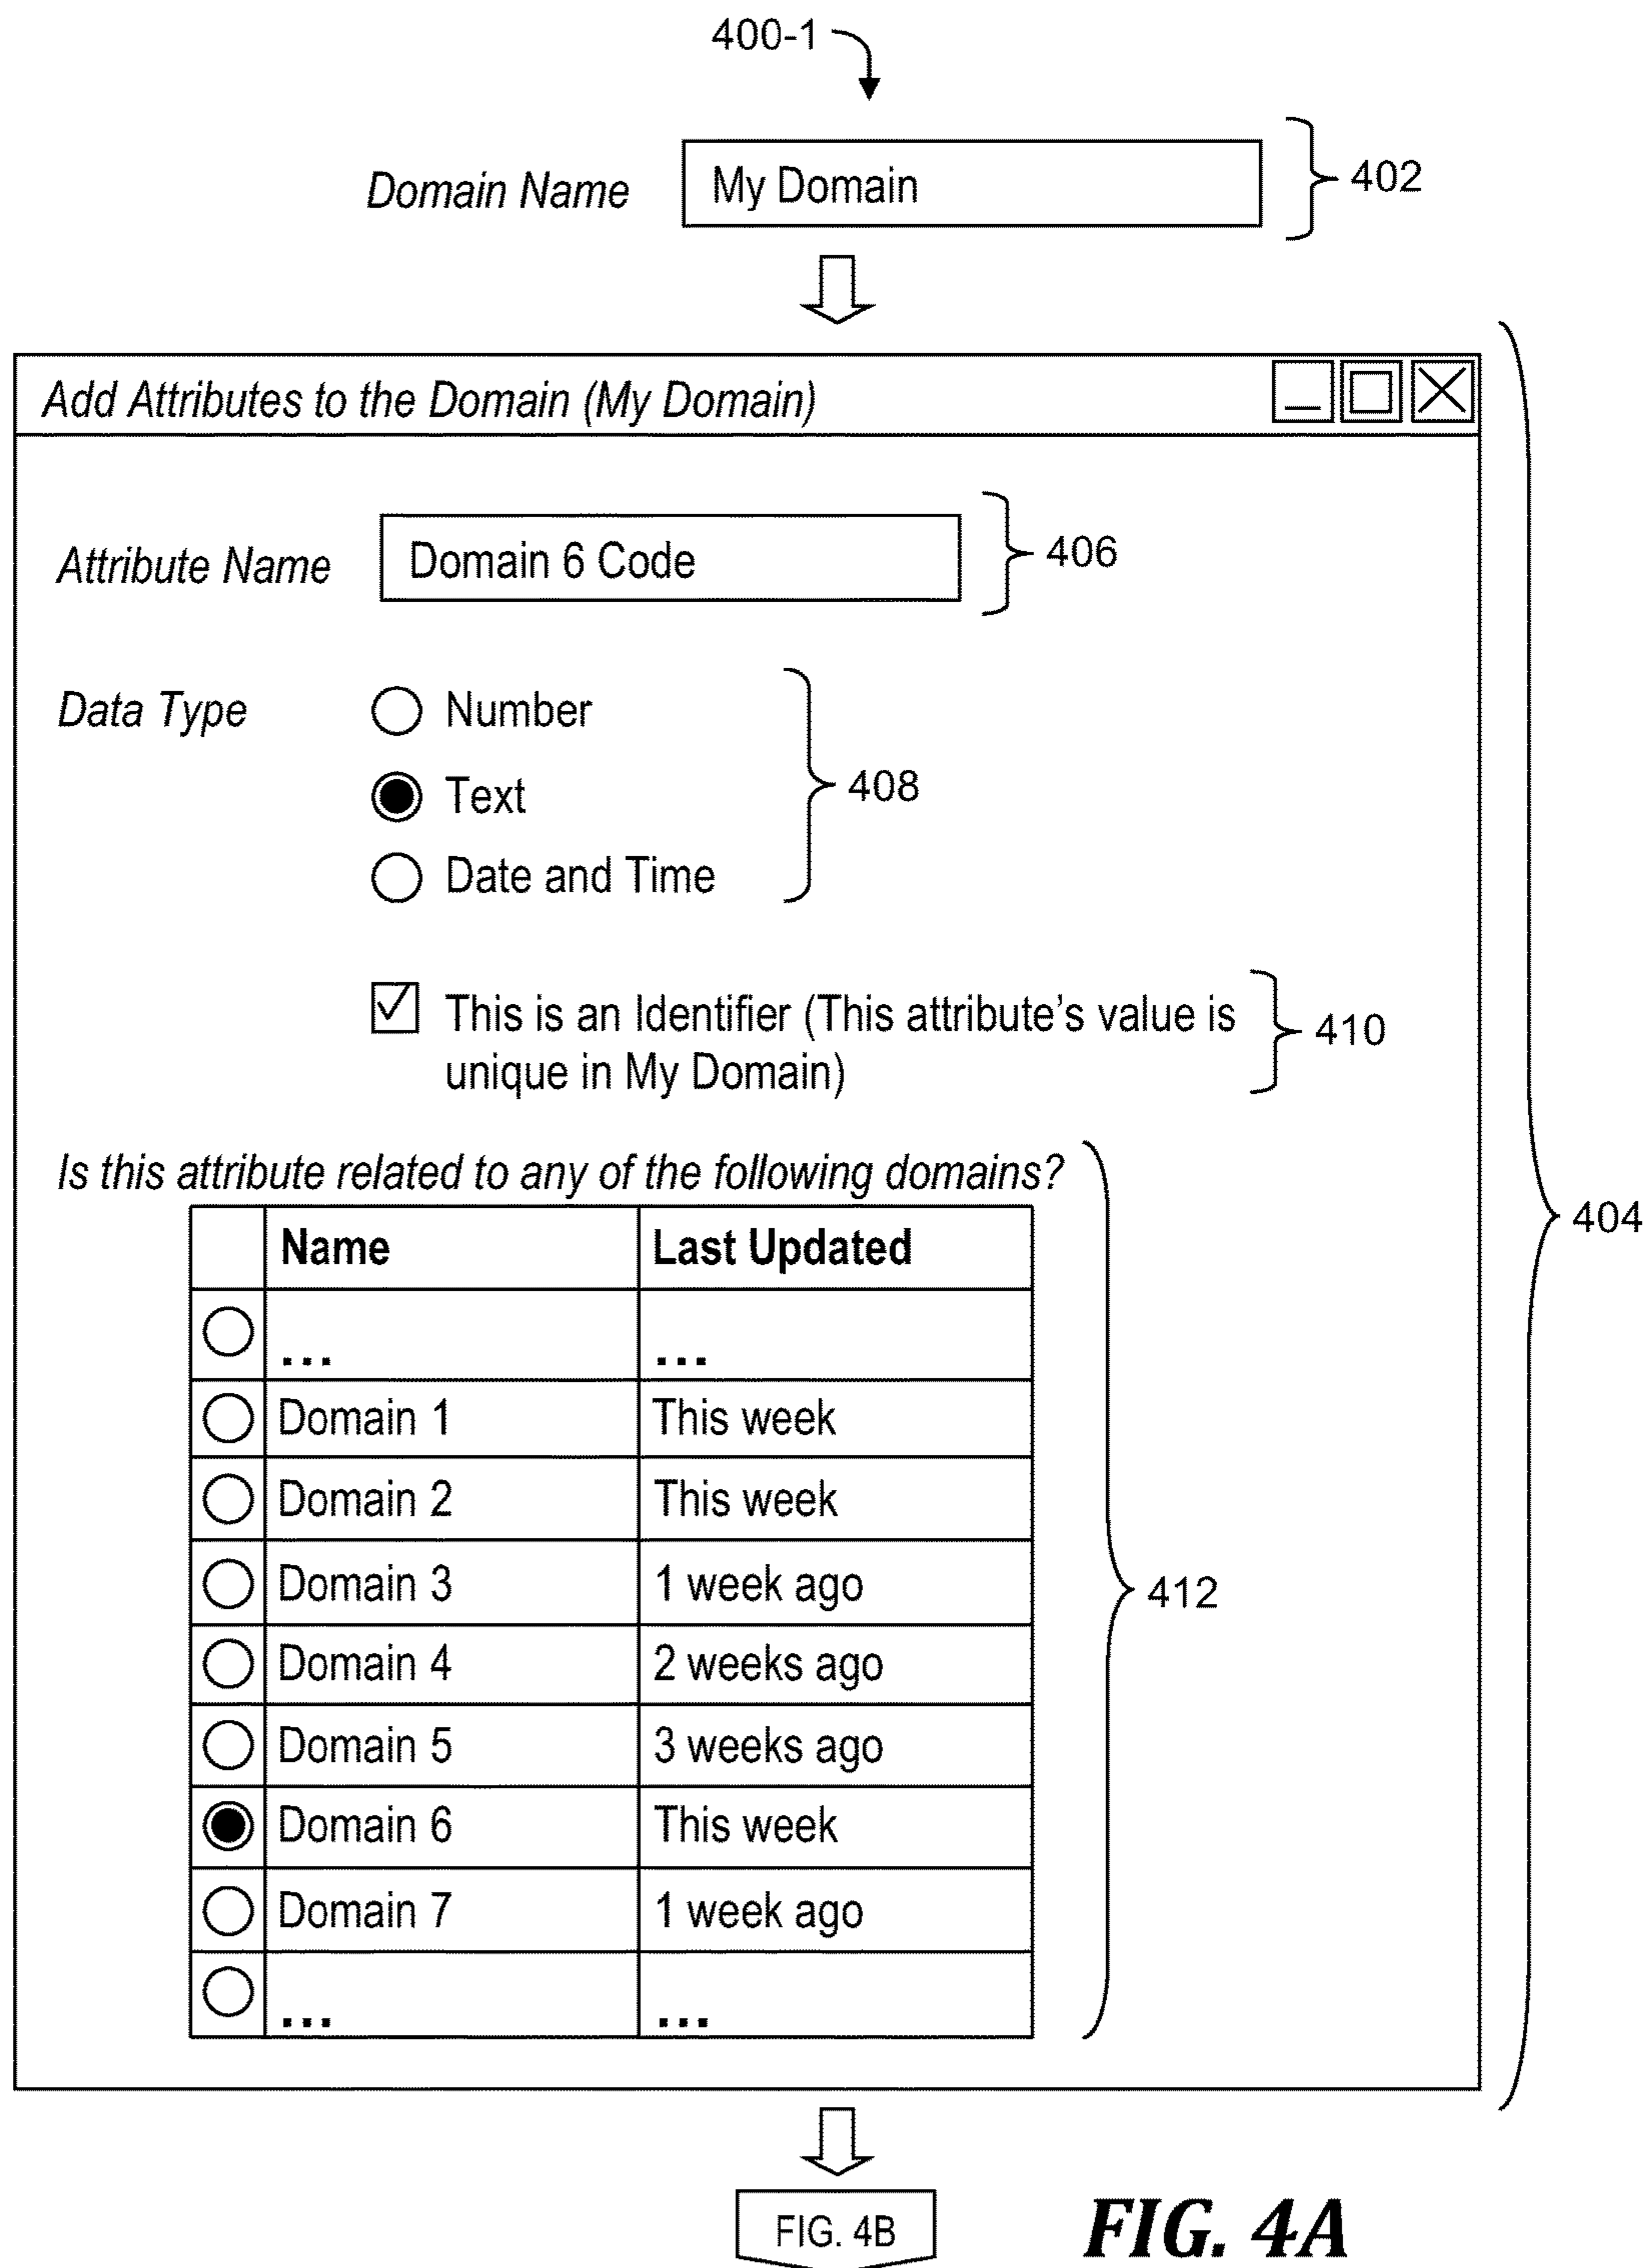 400-1
Domain Name My Domain 402
Add Attributes to the Domain (My Domain)
Attribute Name Domain 6 Code 406
Data Type Number
Text 408
Date and Time
This is an Identifier (This attribute's value is
unique in My Domain) 410
Is this attribute related to any of the following domains?
Name Last Updated 404
... ...
Domain 1 This week
Domain 2 This week
Domain 3 1 week ago 412
Domain 4 2 weeks ago
Domain 5 3 weeks ago
Domain 6 This week
Domain 7 1 week ago
... ...
FIG. 4B FIG. 4A